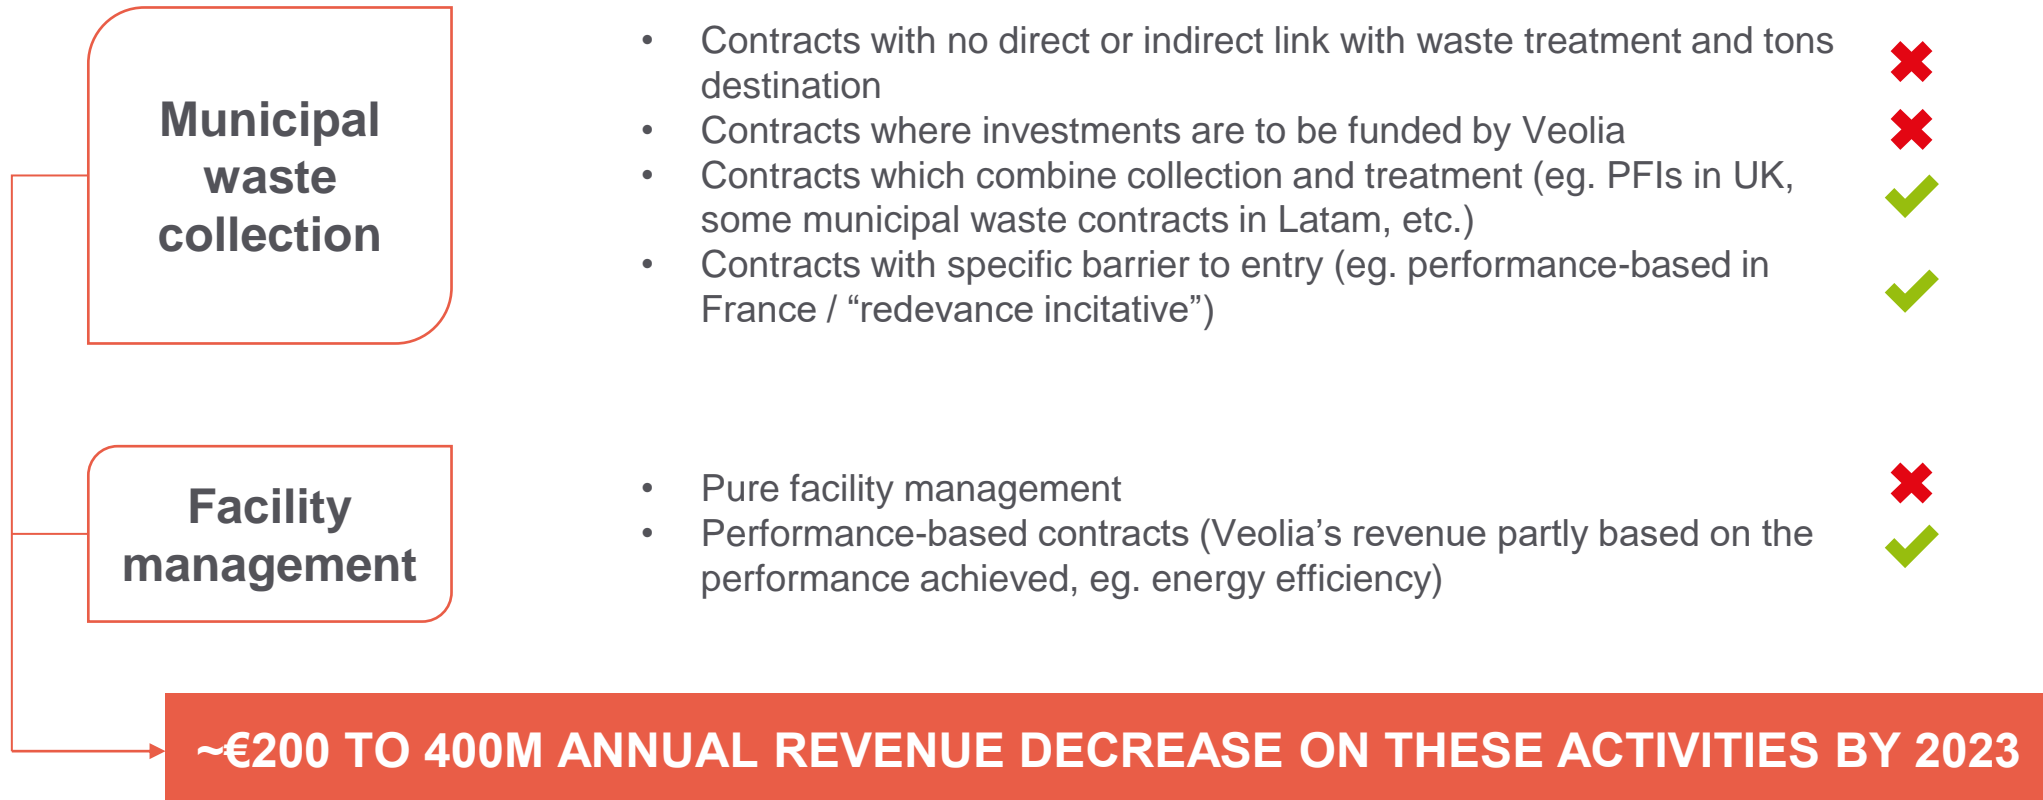 Municipal
waste
collection
• Contracts with no direct or indirect link with waste treatment and tons
destination
• Contracts where investments are to be funded by Veolia
• Contracts which combine collection and treatment (eg. PFIs in UK,
some municipal waste contracts in Latam, etc.)
• Contracts with specific barrier to entry (eg. performance-based in
France / “redevance incitative”)
Facility
management
• Pure facility management
• Performance-based contracts (Veolia’s revenue partly based on the
performance achieved, eg. energy efficiency)
~€200 TO 400M ANNUAL REVENUE DECREASE ON THESE ACTIVITIES BY 2023